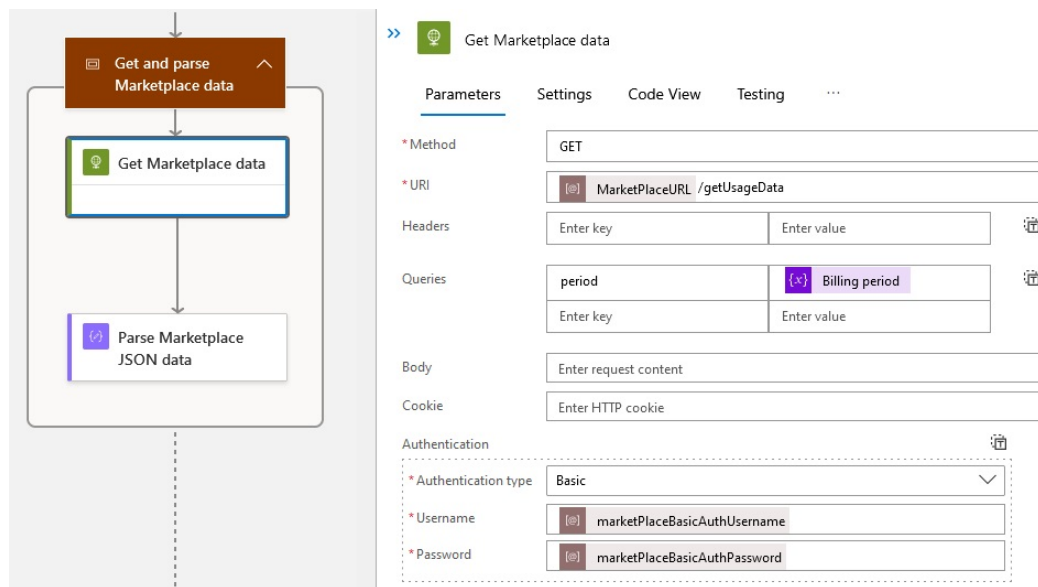 Get and parse
Marketplace data
Get Marketplace data
Parse Marketplace
JSON data
Get Marketplace data
Parameters Settings Code View Testing ...
* Method GET
* URI [@] MarketPlaceURL /getUsageData
Headers Enter key Enter value
Queries period {x} Billing period
Enter key Enter value
Body Enter request content
Cookie Enter HTTP cookie
Authentication
* Authentication type Basic
* Username [@] marketPlaceBasicAuthUsername
* Password [@] marketPlaceBasicAuthPassword